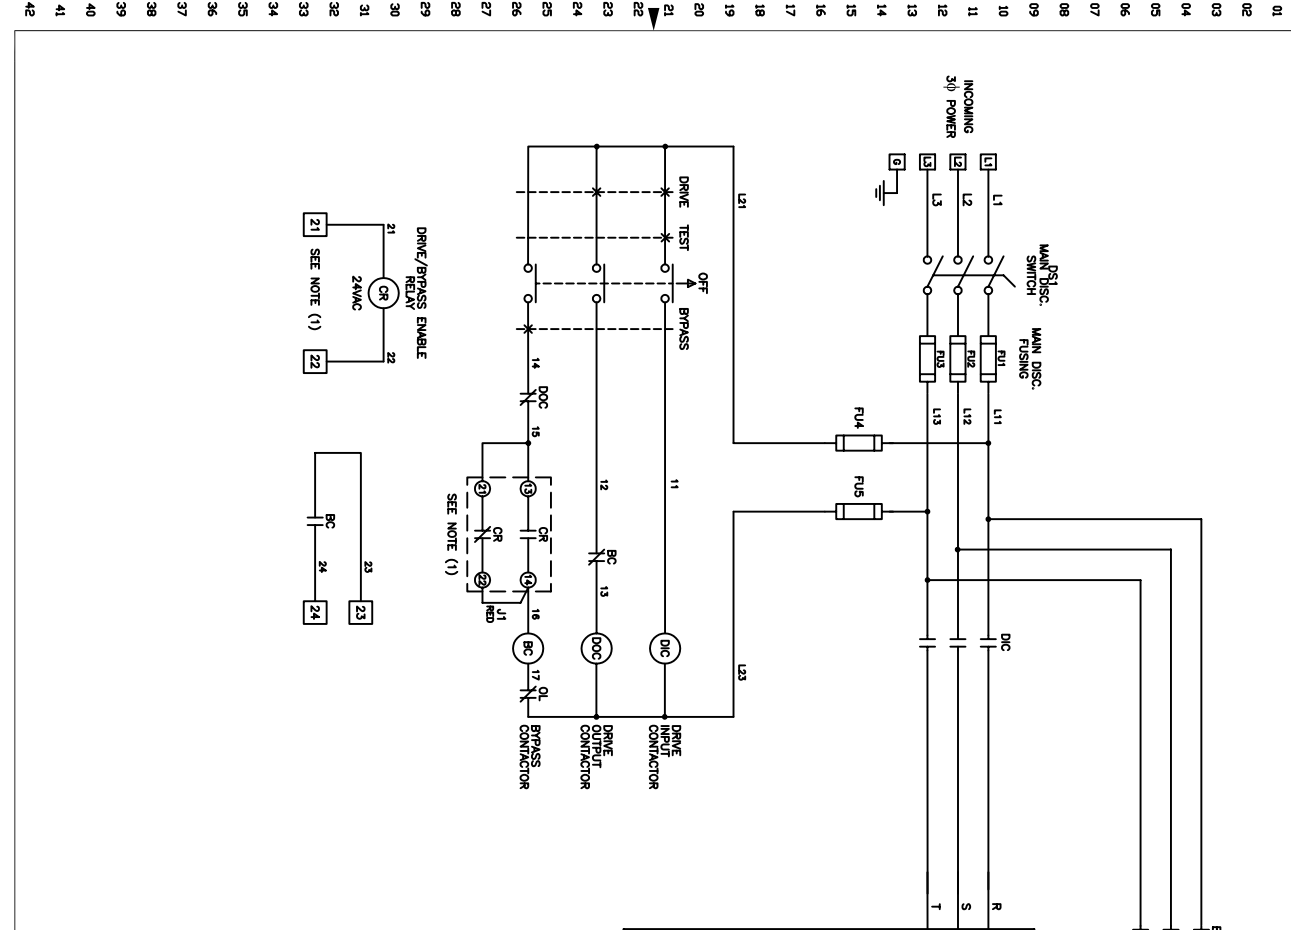 42 41 40 39 38 37 36 35 34 33 32 31 30 29 28 27 26 25 24 23 22 21 20 19 18 17 16 15 14 13 12 11 10 09 08 07 06 05 04 03 02 01
INCOMING
3ϕ POWER
L1
L2
L3
G
L1
L2
L3
DS1
MAIN DISC.
SWITCH
MAIN DISC.
FUSING
FU1
FU2
FU3
L11
L12
L13
FU4
FU5
DIC
R
S
T
L21
L23
DRIVE
TEST
OFF
BYPASS
11
DIC
DRIVE
INPUT
CONTACTOR
12
BC
13
DOC
DRIVE
OUTPUT
CONTACTOR
14
DOC
15
13
CR
14
21
CR
22
SEE NOTE (1)
J1
RED
16
BC
17
OL
BYPASS
CONTACTOR
DRIVE/BYPASS ENABLE
RELAY
21
CR
22
24VAC
21
SEE NOTE (1)
22
BC
24
23
24
23